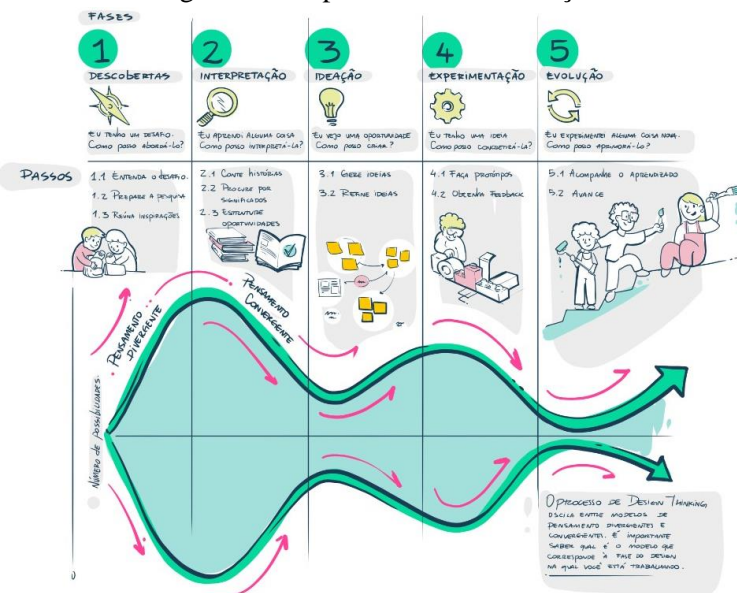 FASES
1
DESCOBERTAS
EU TENHO UM DESAFIO.
COMO POSSO ABORDÁ-LO?
2
INTERPRETAÇÃO
EU APRENDI ALGUMA COISA
COMO POSSO INTERPRETÁ-LA?
3
IDEAÇÃO
EU VEJO UMA OPORTUNIDADE
COMO POSSO CRIAR?
4
EXPERIMENTAÇÃO
EU TENHO UMA IDEIA
COMO POSSO CONCRETIZÁ-LA?
5
EVOLUÇÃO
EU EXPERIMENTEI ALGUMA COISA NOVA.
COMO POSSO APRIMORÁ-LA?
PASSOS
1.1 ENTENDA O DESAFIO.
1.2 PREPARE A PESQUISA
1.3 REÚNA INSPIRAÇÕES
2.1 CONTE HISTÓRIAS
2.2 PROCURE POR
SIGNIFICADOS
2.3 ESTRUTURE
OPORTUNIDADES
3.1 GERE IDEIAS
3.2 REFINE IDEIAS
4.1 FAÇA PROTÓTIPOS
4.2 OBTENHA FEEDBACK
5.1 ACOMPANHE O APRENDIZADO
5.2 AVANCE
PENSAMENTO
DIVERGENTE
PENSAMENTO
CONVERGENTE
NÚMERO DE POSSIBILIDADES.
O PROCESSO DE DESIGN THINKING,
OSCILA ENTRE MODELOS DE
PENSAMENTO DIVERGENTES E
CONVERGENTES. É IMPORTANTE
SABER QUAL É O MODELO QUE
CORRESPONDE À FASE DO DESIGN
NA QUAL VOCÊ ESTÁ TRABALHANDO.